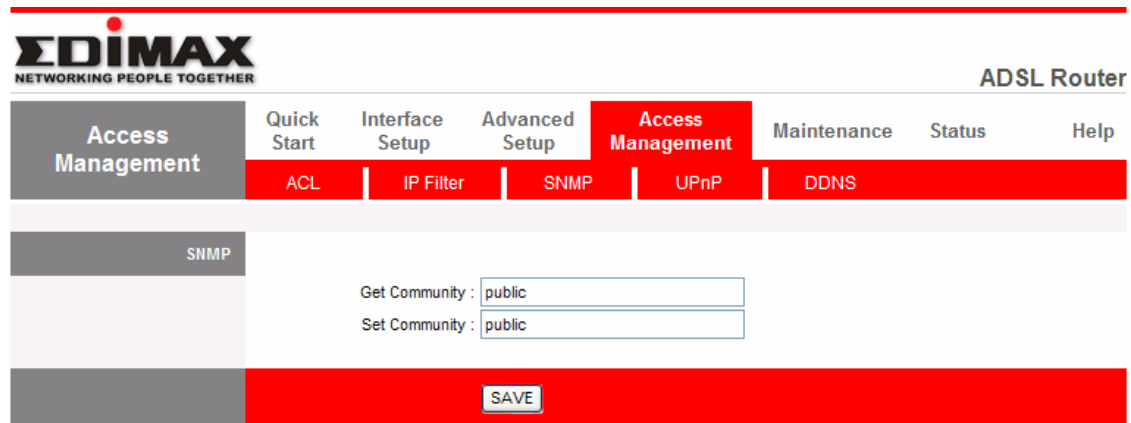 EDIMAX
NETWORKING PEOPLE TOGETHER
ADSL Router
Access Management
Quick Start
Interface Setup
Advanced Setup
Access Management
Maintenance
Status
Help
ACL
IP Filter
SNMP
UPnP
DDNS
SNMP
Get Community : public
Set Community : public
SAVE